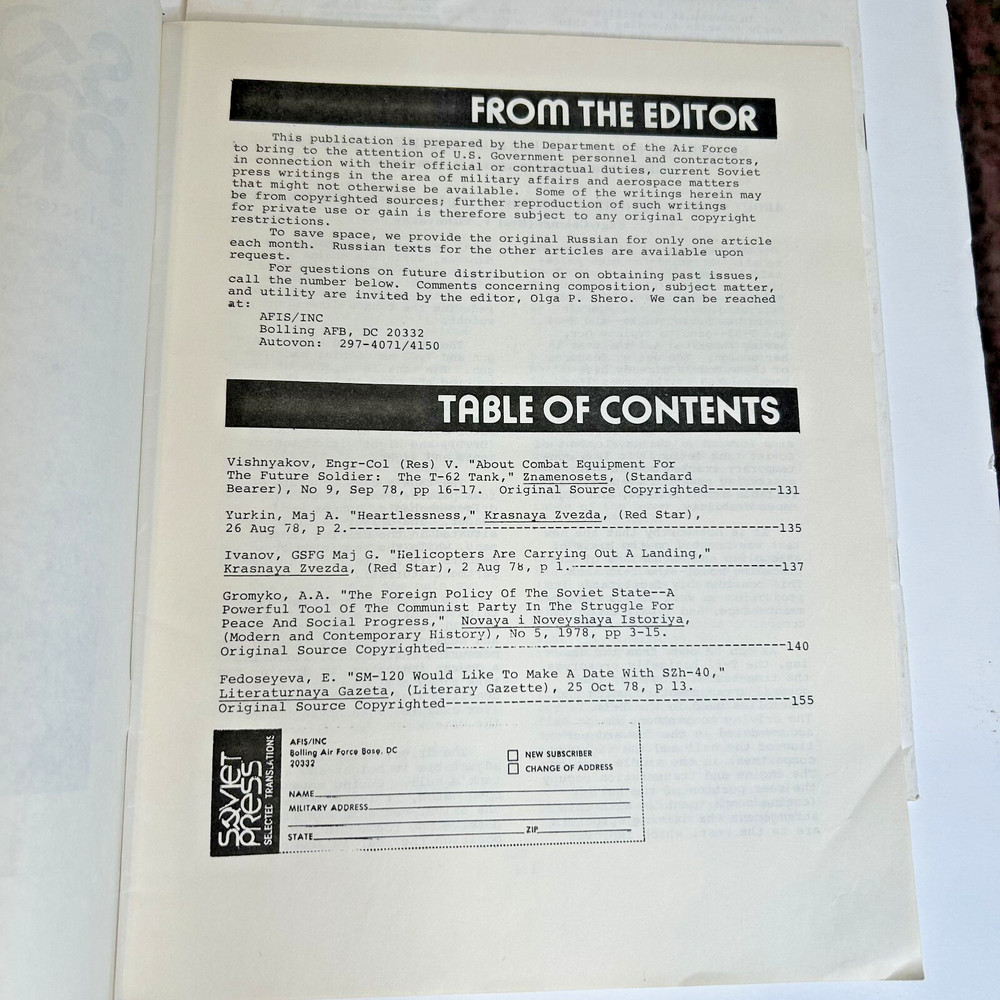 FROM THE EDITOR
This publication is prepared by the Department of the Air Force
to bring to the attention of U.S. Government personnel and contractors,
in connection with their official or contractual duties, current Soviet
press writings in the area of military affairs and aerospace matters
that might not otherwise be available. Some of the writings herein may
be from copyrighted sources; further reproduction of such writings
for private use or gain is therefore subject to any original copyright
restrictions.
To save space, we provide the original Russian for only one article
each month. Russian texts for the other articles are available upon
request.
For questions on future distribution or on obtaining past issues,
call the number below. Comments concerning composition, subject matter,
and utility are invited by the editor, Olga P. Shero. We can be reached
at:
AFIS/INC
Bolling AFB, DC 20332
Autovon: 297-4071/4150
TABLE OF CONTENTS
Vishnyakov, Engr-Col (Res) V. "About Combat Equipment For
The Future Soldier: The T-62 Tank," Znamenosets, (Standard
Bearer), No 9, Sep 78, pp 16-17. Original Source Copyrighted---------131
Yurkin, Maj A. "Heartlessness," Krasnaya Zvezda, (Red Star),
26 Aug 78, p 2.--------------------------------------------------135
Ivanov, GSFG Maj G. "Helicopters Are Carrying Out A Landing,"
Krasnaya Zvezda, (Red Star), 2 Aug 78, p 1.------------------------137
Gromyko, A.A. "The Foreign Policy Of The Soviet State--A
Powerful Tool Of The Communist Party In The Struggle For
Peace And Social Progress," Novaya i Noveyshaya Istoriya,
(Modern and Contemporary History), No 5, 1978, pp 3-15.
Original Source Copyrighted---------------------------------------140
Fedoseyeva, E. "SM-120 Would Like To Make A Date With SZh-40,"
Literaturnaya Gazeta, (Literary Gazette), 25 Oct 78, p 13.
Original Source Copyrighted---------------------------------------155
SOVIET
PRESS
SELECTED TRANSLATIONS
AFIS/INC
Bolling Air Force Base, DC
20332
NEW SUBSCRIBER
CHANGE OF ADDRESS
NAME
MILITARY ADDRESS
STATE ZIP